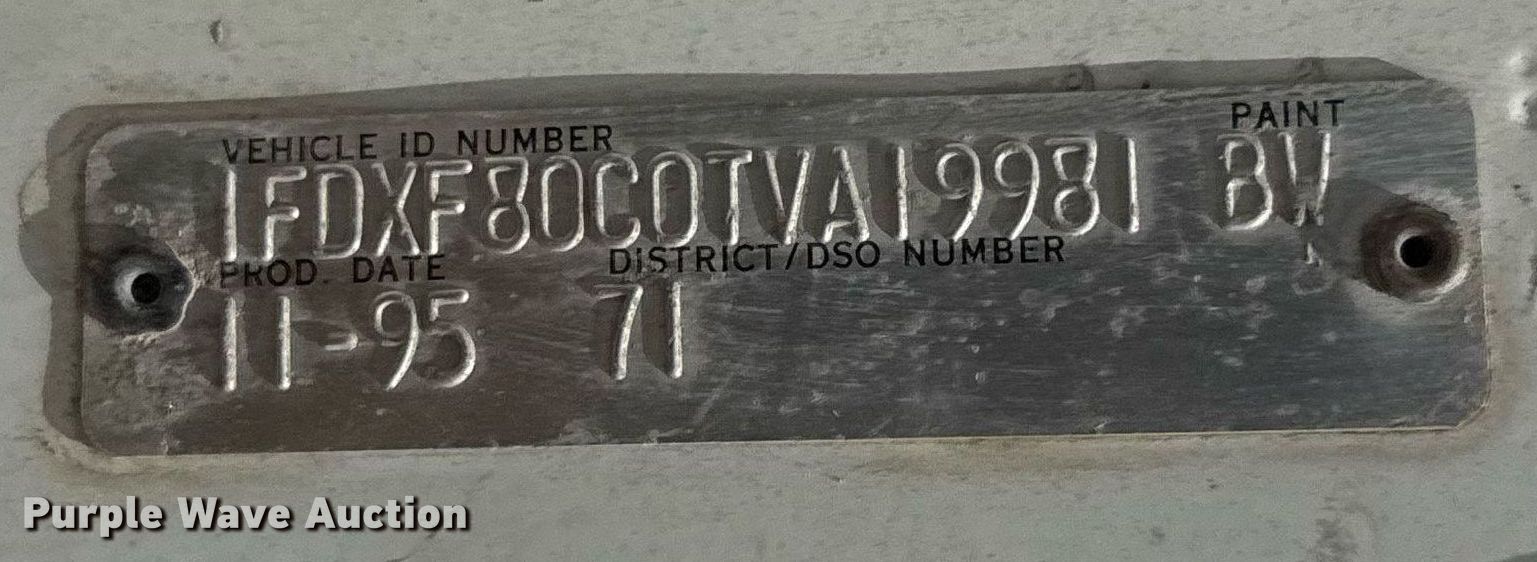 VEHICLE ID NUMBER PAINT
1FDXF80C0TVA19981 BW
PROD. DATE DISTRICT/DSO NUMBER
11-95 71
Purple Wave Auction